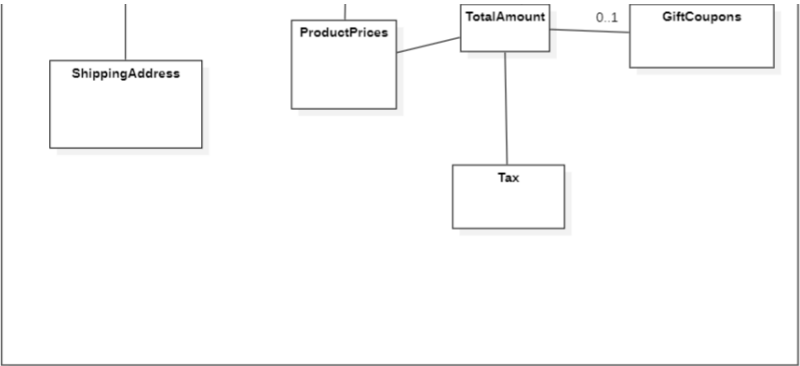 TotalAmount
0..1
GiftCoupons
ProductPrices
ShippingAddress
Tax